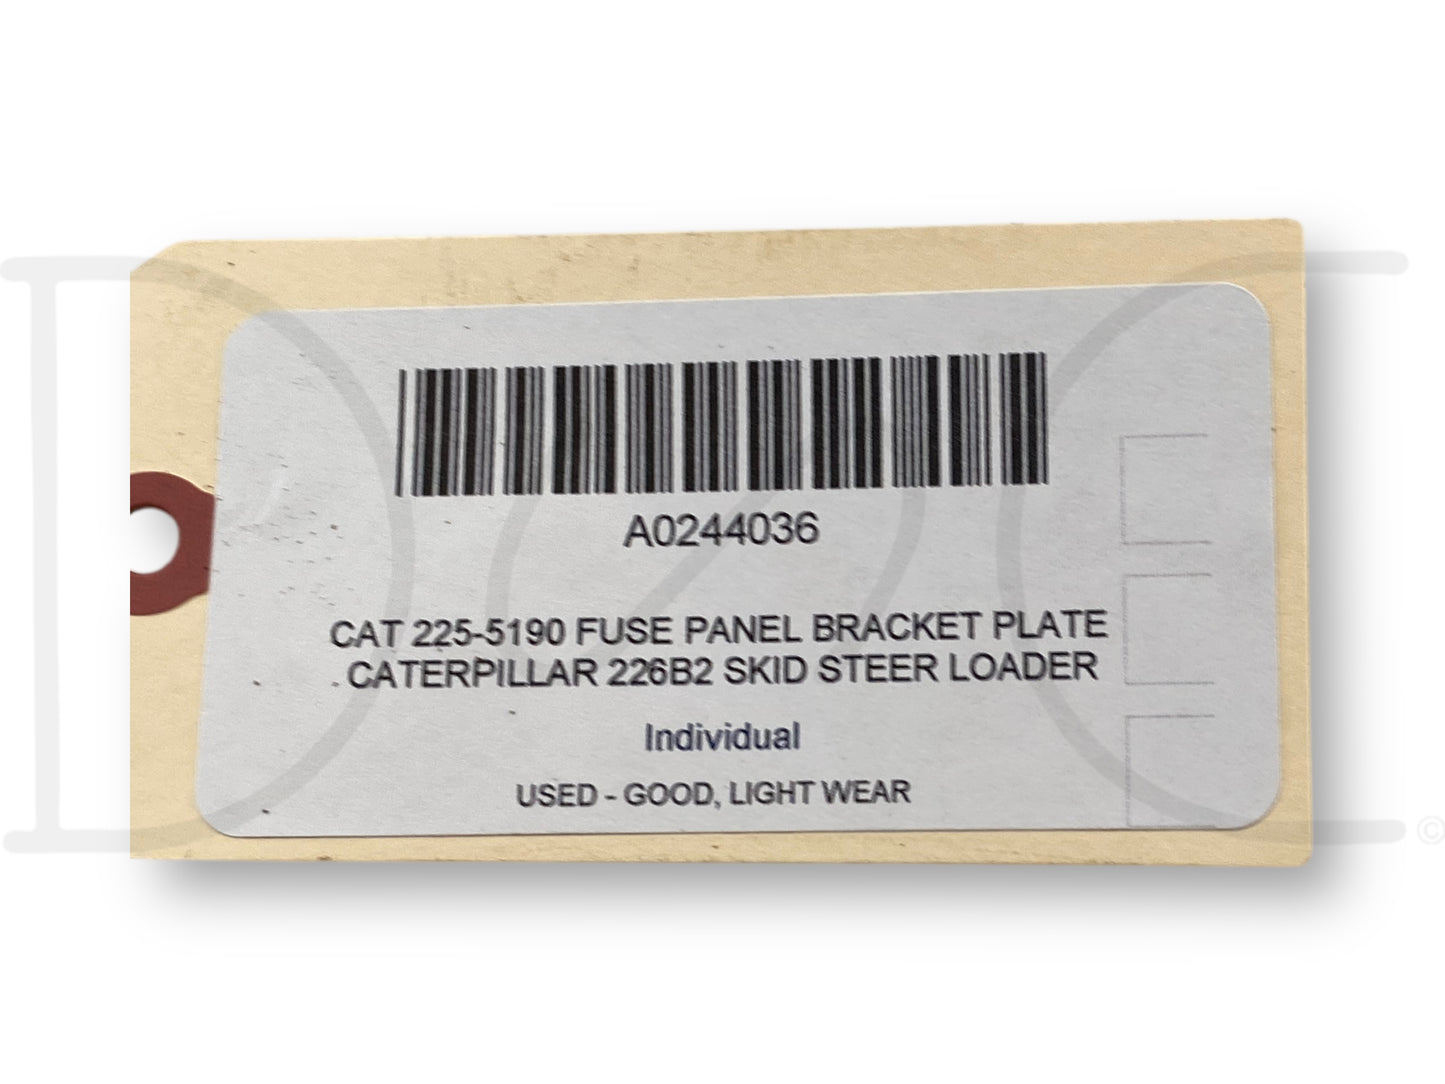 A0244036
CAT 225-5190 FUSE PANEL BRACKET PLATE
CATERPILLAR 226B2 SKID STEER LOADER
Individual
USED - GOOD, LIGHT WEAR
©